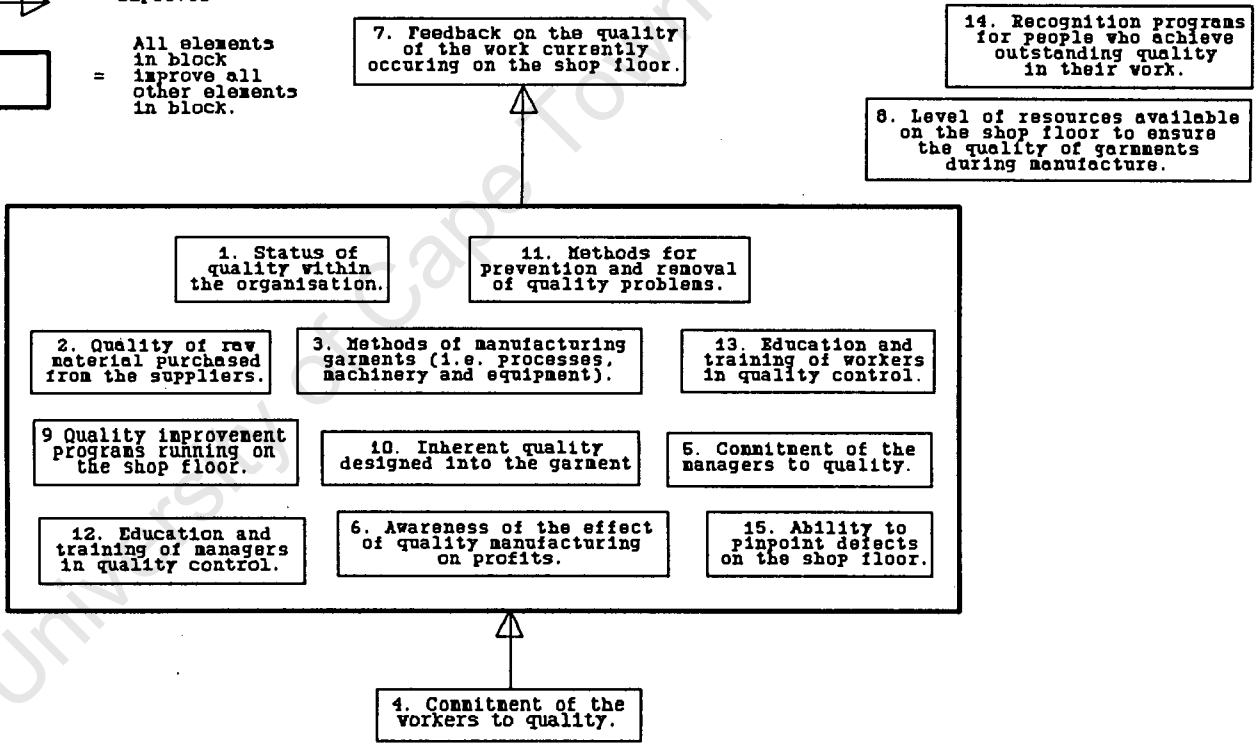 All elements
in block
= improve all
other elements
in block.
7. Feedback on the quality
of the work currently
occuring on the shop floor.
14. Recognition programs
for people who achieve
outstanding quality
in their work.
8. Level of resources available
on the shop floor to ensure
the quality of garmments
during manufacture.
1. Status of
quality within
the organisation.
11. Methods for
prevention and removal
of quality problems.
2. Quality of raw
material purchased
from the suppliers.
3. Methods of manufacturing
garments (i.e. processes,
machinery and equipment).
13. Education and
training of workers
in quality control.
9 Quality improvement
programs running on
the shop floor.
10. Inherent quality
designed into the garment
5. Commitment of the
managers to quality.
12. Education and
training of managers
in quality control.
6. Awareness of the effect
of quality manufacturing
on profits.
15. Ability to
pinpoint defects
on the shop floor.
4. Commitment of the
workers to quality.
University of Cape Town